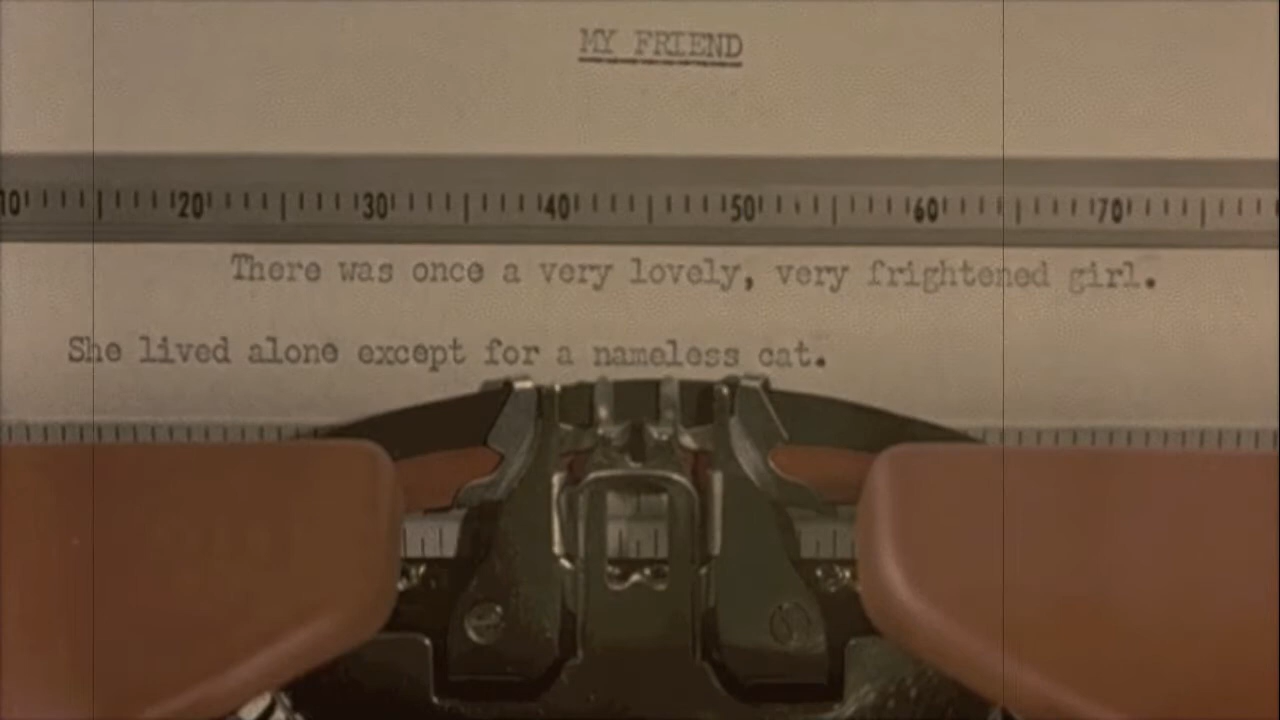 MY FRIEND
10 20 30 40 50 60 70
There was once a very lovely, very frightened girl.
She lived alone except for a nameless cat.